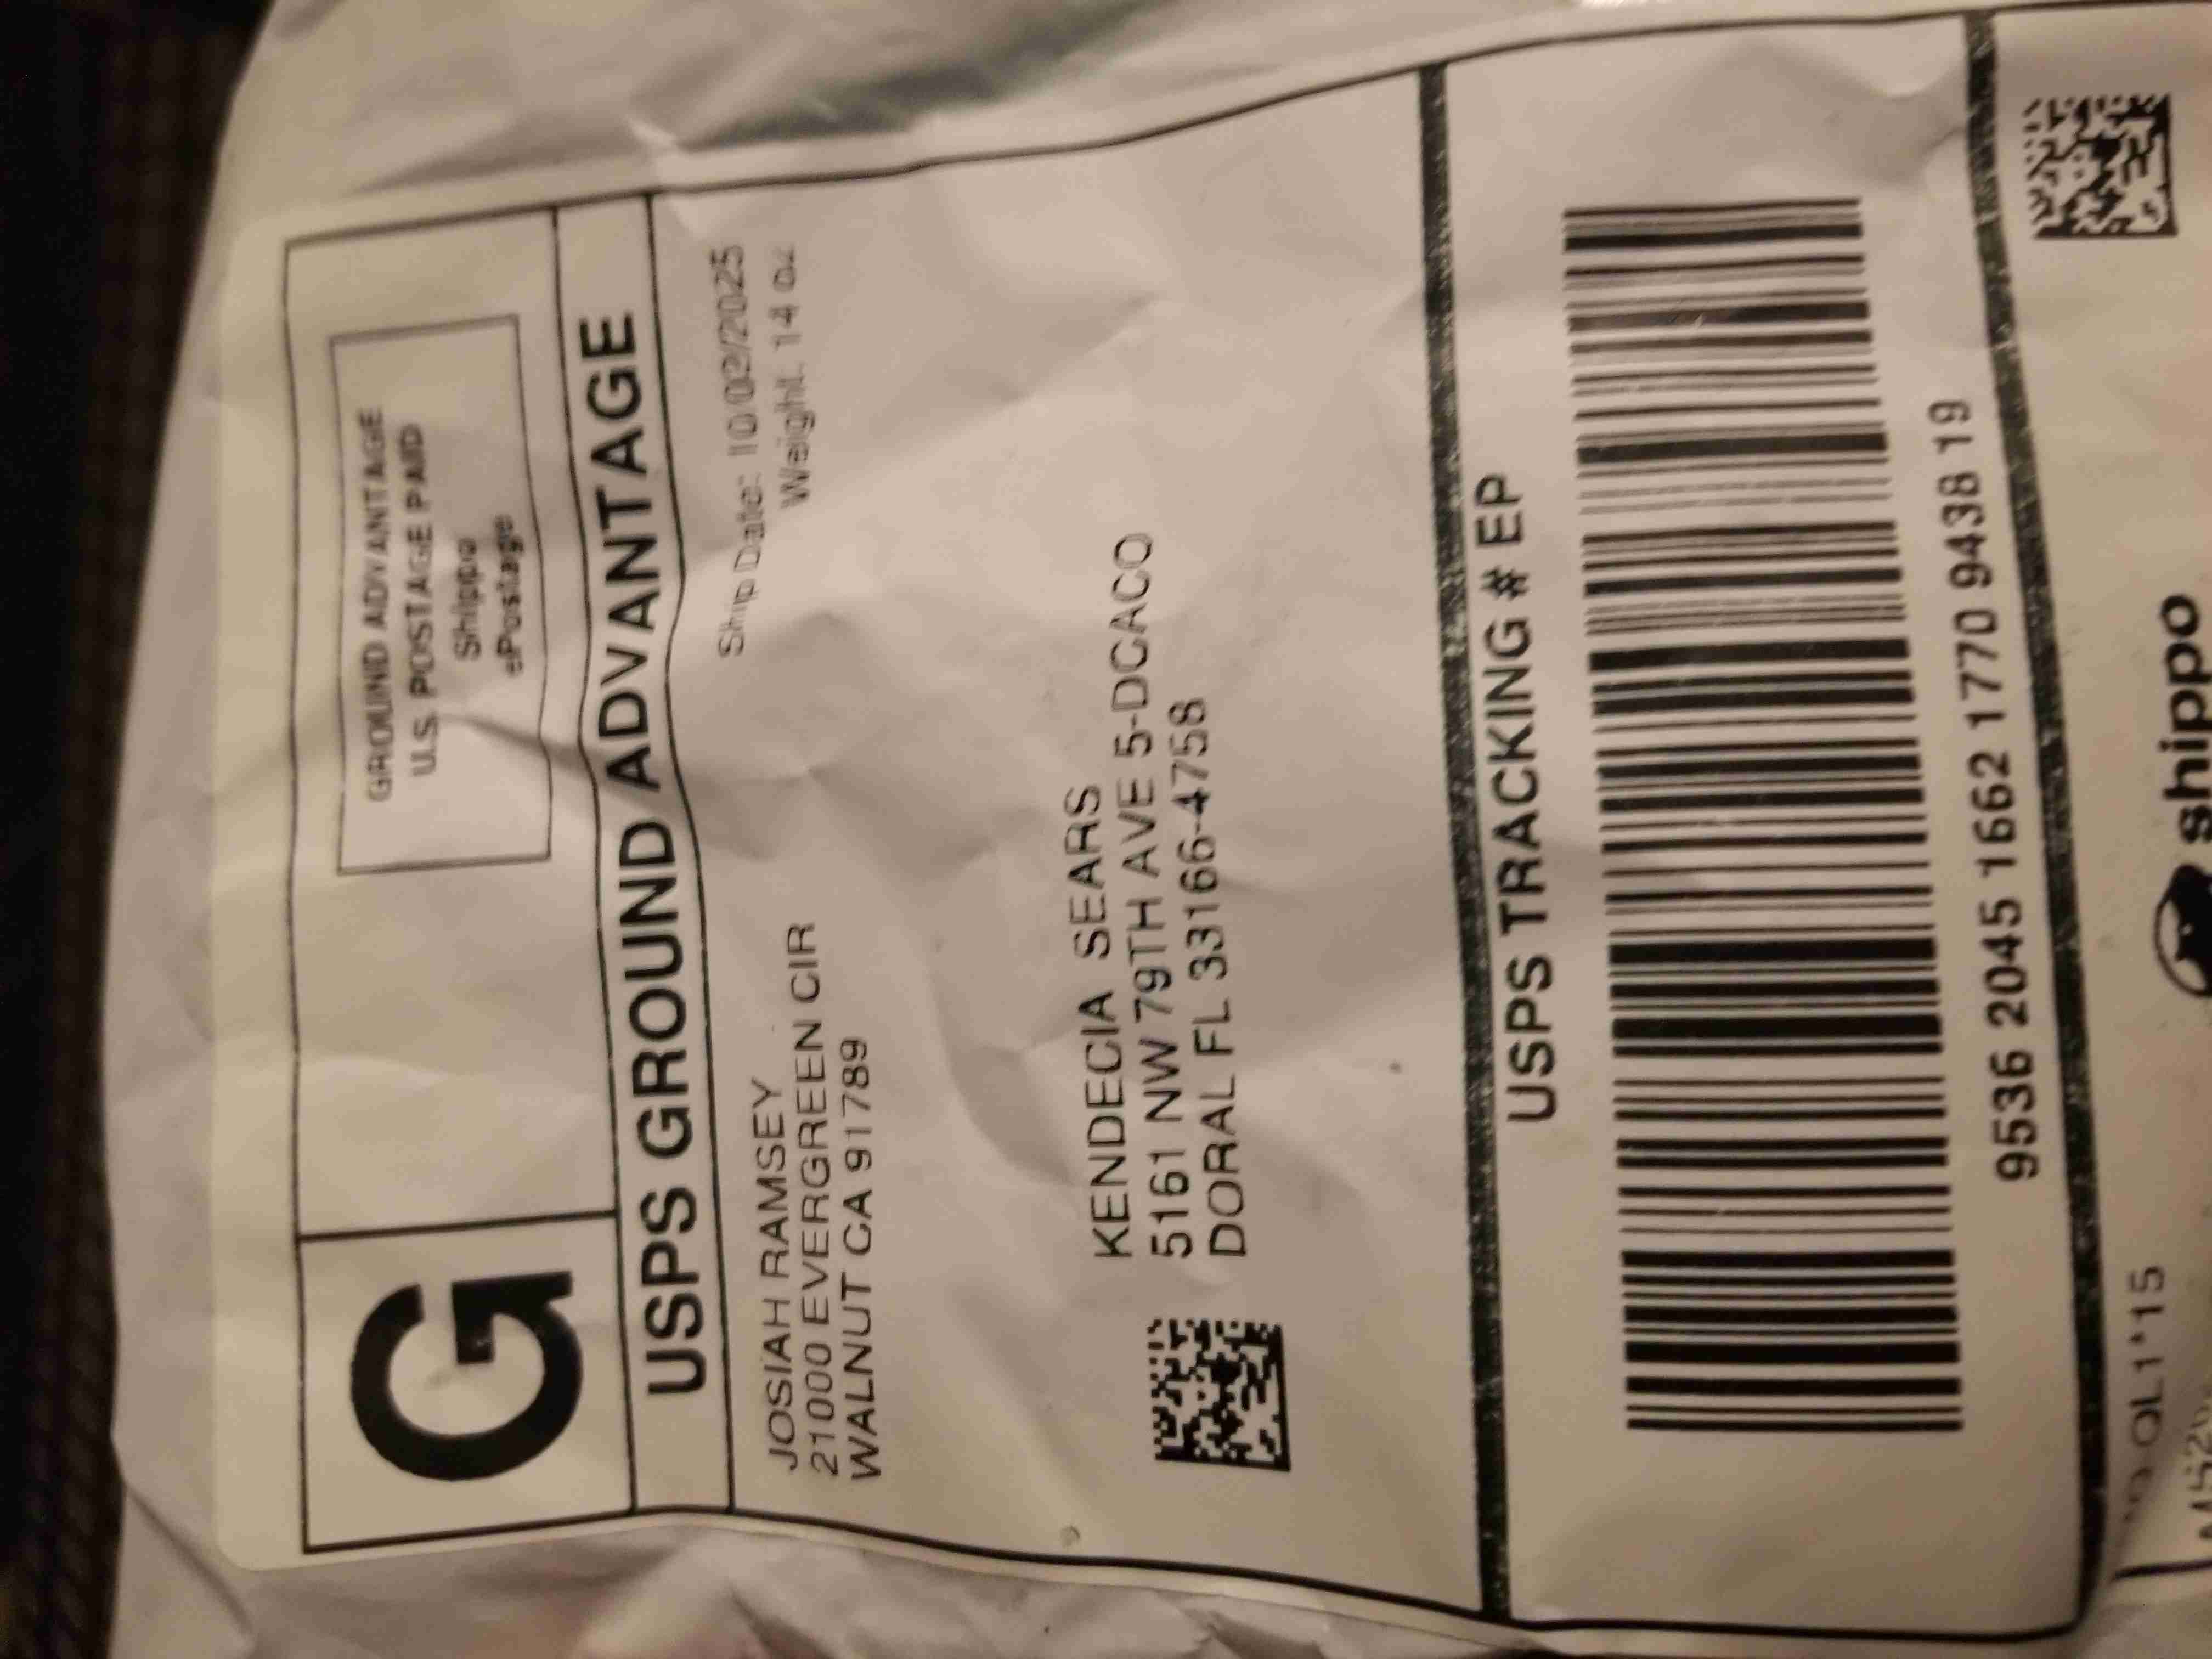 G
GROUND ADVANTAGE
U.S. POSTAGE PAID
Shippo
ePostage
USPS GROUND ADVANTAGE
JOSIAH RAMSEY
21000 EVERGREEN CIR
WALNUT CA 91789
Ship Date: 10/02/2025
Weight: 14 oz
KENDECIA SEARS
5161 NW 79TH AVE 5-DCACO
DORAL FL 33166-4758
USPS TRACKING # EP
9536 2045 1662 1770 9438 19
QL1*15
shippo